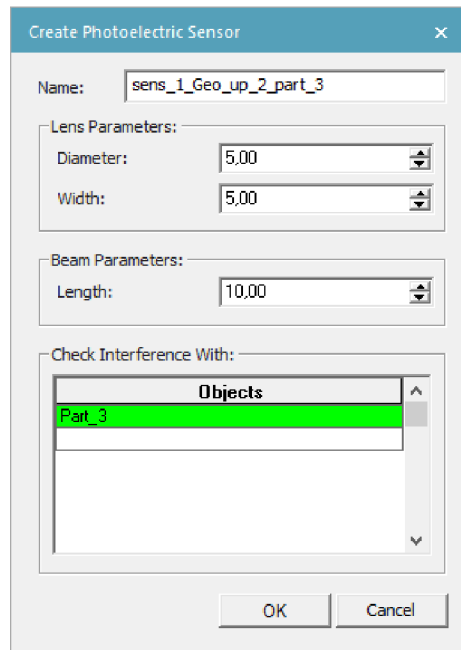 Create Photoelectric Sensor
Name: sens_1_Geo_up_2_part_3
Lens Parameters:
Diameter: 5,00
Width: 5,00
Beam Parameters:
Length: 10,00
Check Interference With:
Objects
Part_3
OK Cancel